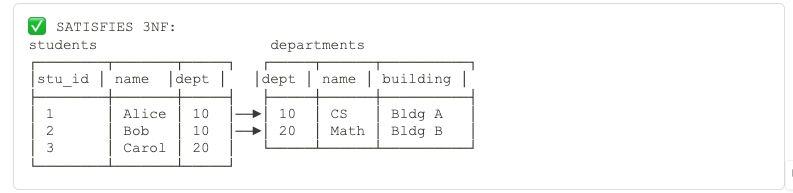 ✅ SATISFIES 3NF:
students departments
stu_id name dept dept name building
1 Alice 10 10 CS Bldg A
2 Bob 10 20 Math Bldg B
3 Carol 20